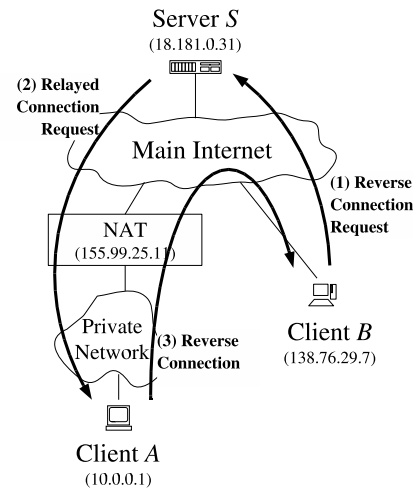 Server S
(18.181.0.31)
(2) Relayed
Connection
Request
Main Internet
(1) Reverse
Connection
Request
NAT
(155.99.25.11)
Private
Network
(3) Reverse
Connection
Client B
(138.76.29.7)
Client A
(10.0.0.1)